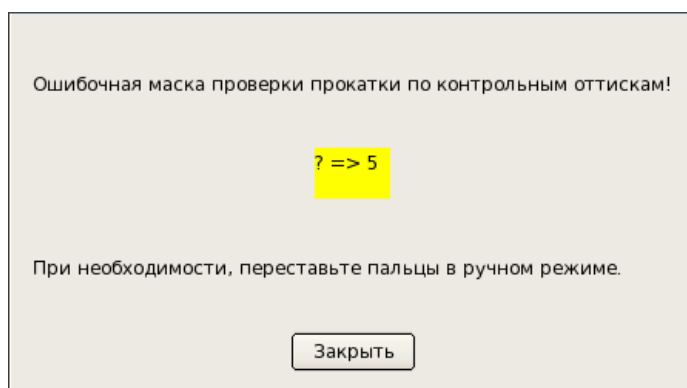 Ошибочная маска проверки прокатки по контрольным оттискам!
? => 5
При необходимости, переставьте пальцы в ручном режиме.
Закрыть